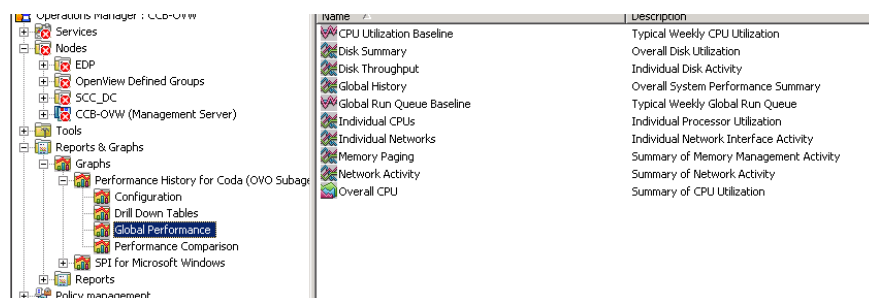 Operations Manager : CCB-OVW
Services
Nodes
EDP
OpenView Defined Groups
SCC_DC
CCB-OVW (Management Server)
Tools
Reports & Graphs
Graphs
Performance History for Coda (OVO Subage
Configuration
Drill Down Tables
Global Performance
Performance Comparison
SPI for Microsoft Windows
Reports
Policy management
Name Description
CPU Utilization Baseline Typical Weekly CPU Utilization
Disk Summary Overall Disk Utilization
Disk Throughput Individual Disk Activity
Global History Overall System Performance Summary
Global Run Queue Baseline Typical Weekly Global Run Queue
Individual CPUs Individual Processor Utilization
Individual Networks Individual Network Interface Activity
Memory Paging Summary of Memory Management Activity
Network Activity Summary of Network Activity
Overall CPU Summary of CPU Utilization